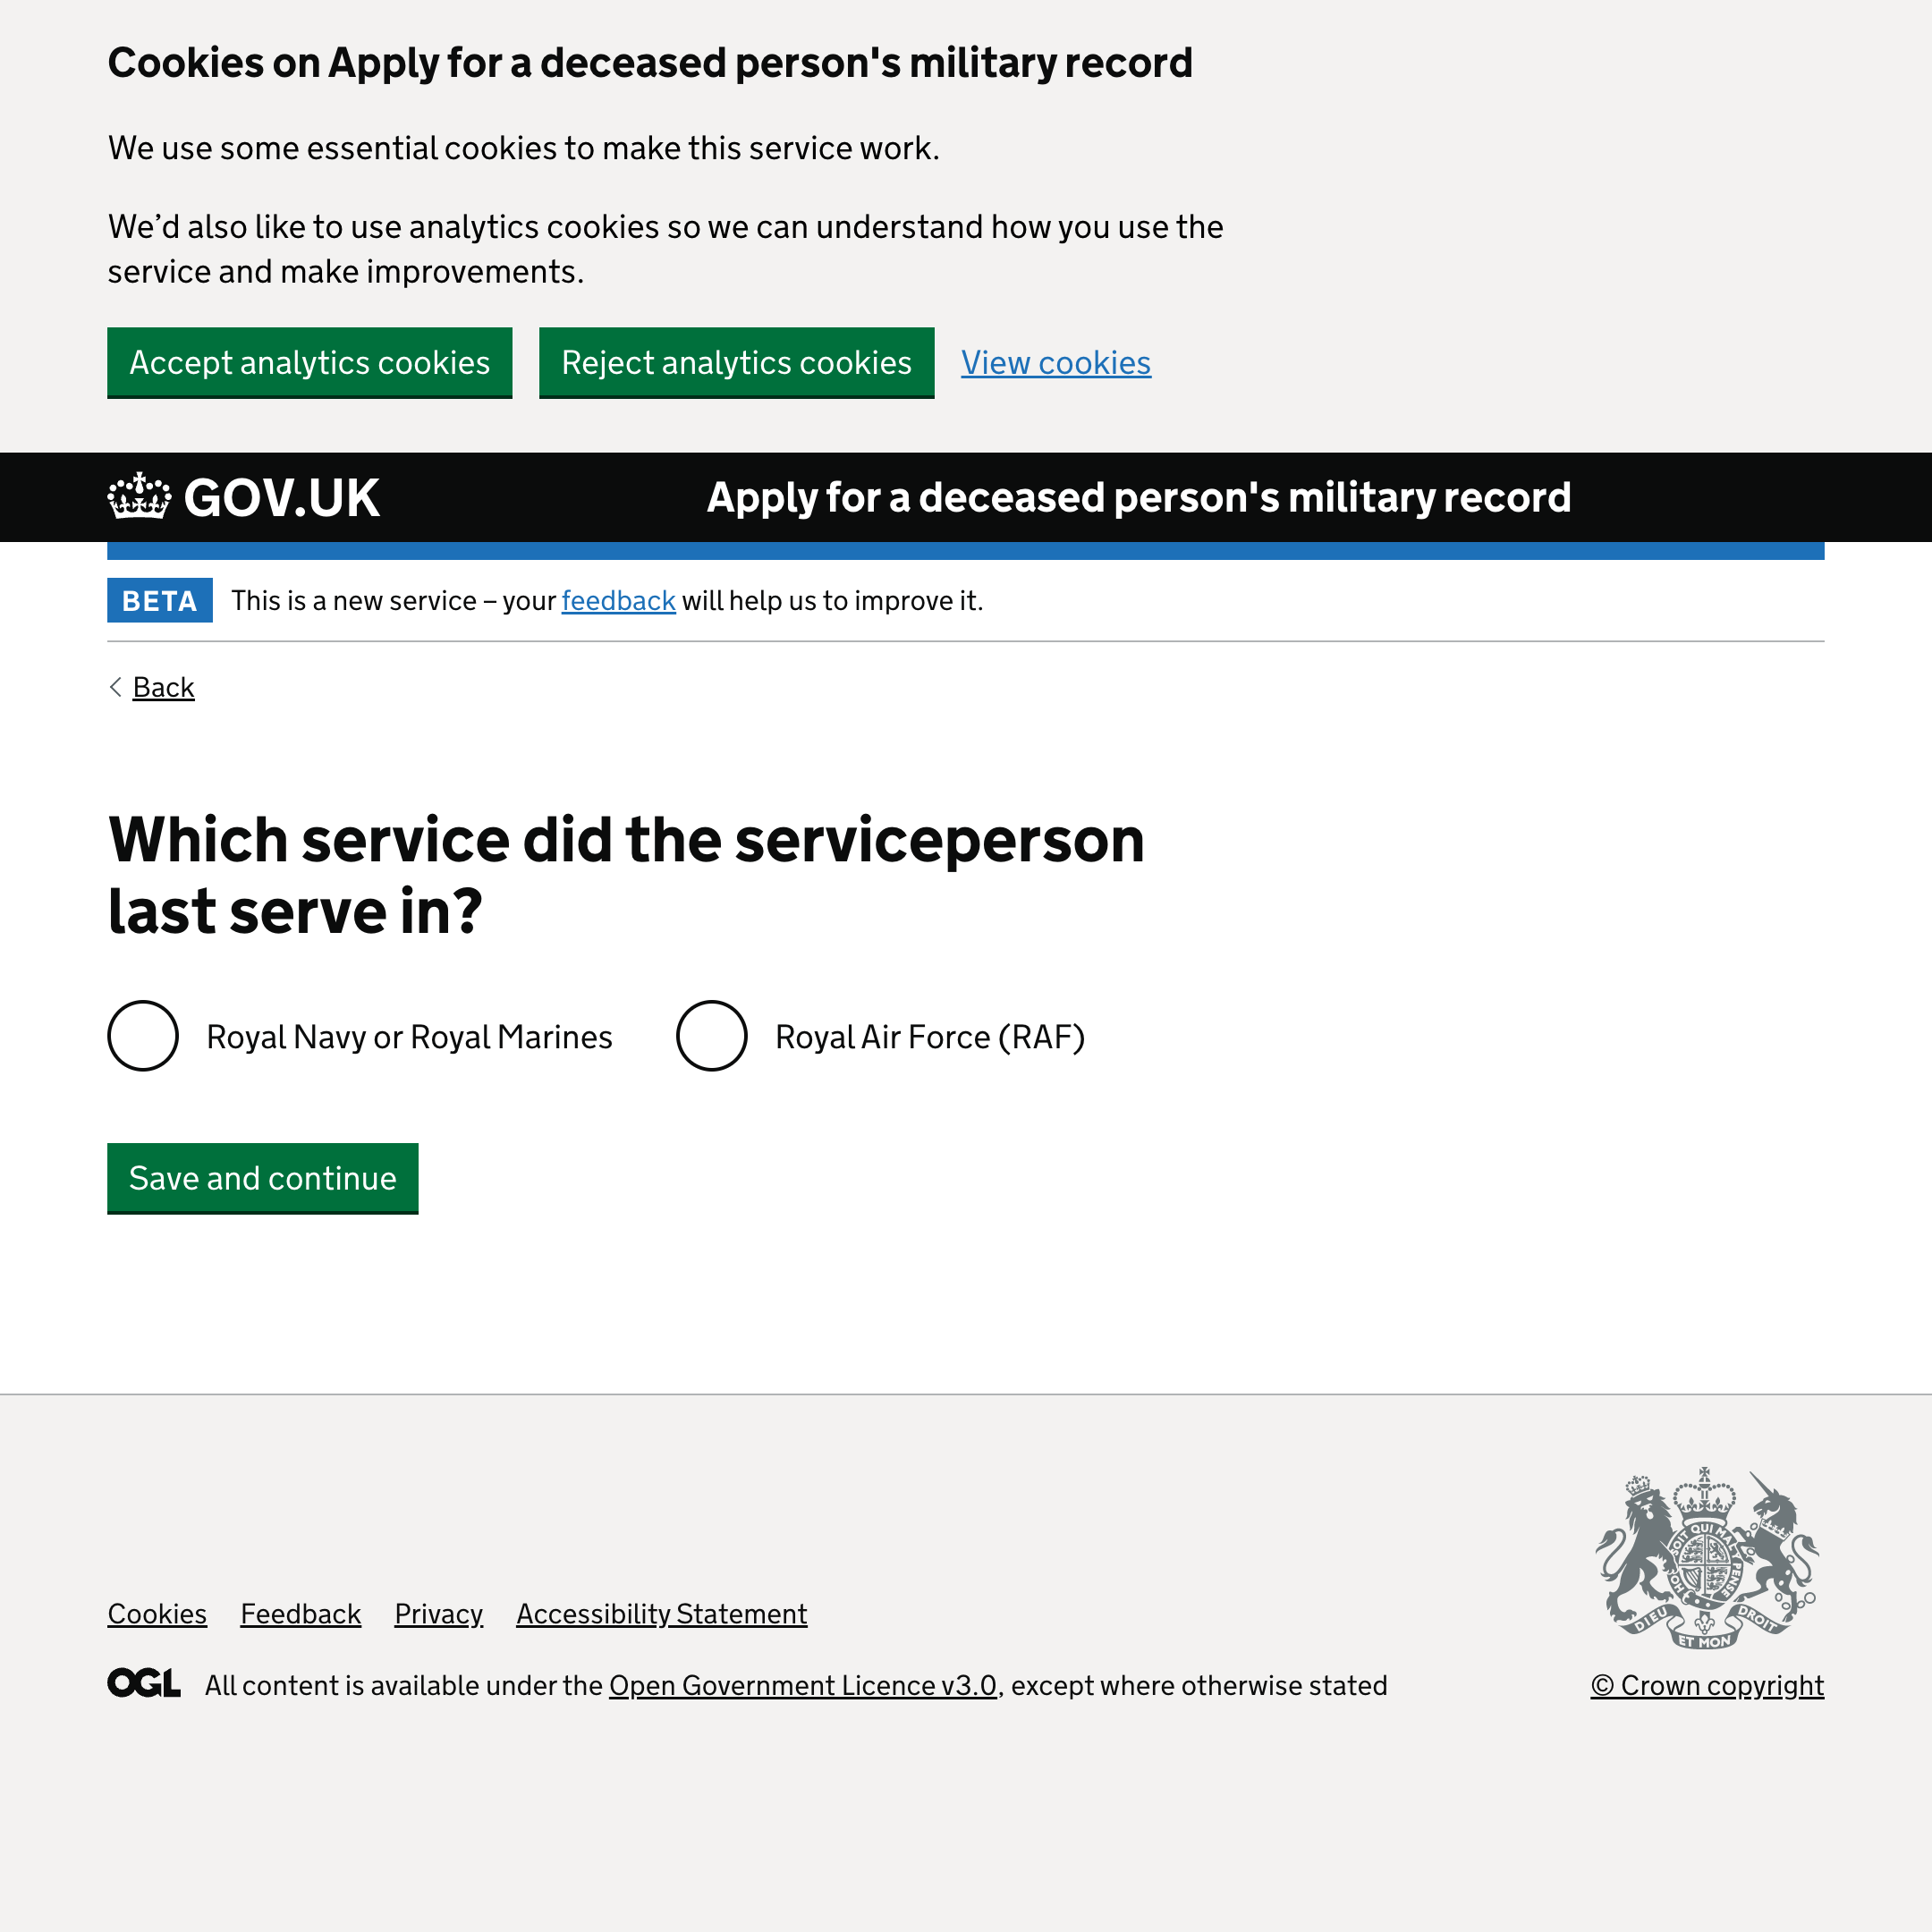 Cookies on Apply for a deceased person's military record
We use some essential cookies to make this service work.
We’d also like to use analytics cookies so we can understand how you use the
service and make improvements.
Accept analytics cookies
Reject analytics cookies
View cookies
GOV.UK
Apply for a deceased person's military record
BETA
This is a new service – your feedback will help us to improve it.
Back
Which service did the serviceperson
last serve in?
Royal Navy or Royal Marines
Royal Air Force (RAF)
Save and continue
Cookies
Feedback
Privacy
Accessibility Statement
OGL
All content is available under the Open Government Licence v3.0, except where otherwise stated
SOIT QUI MAL Y PENSE
HO
DIEU
ET MON
DROIT
© Crown copyright